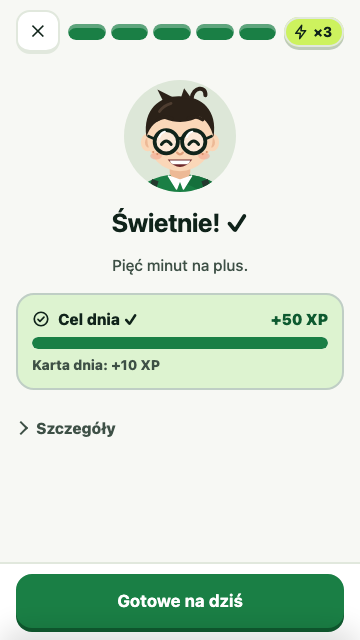 ×3
Świetnie! ✓
Pięć minut na plus.
Cel dnia ✓ +50 XP
Karta dnia: +10 XP
Szczegóły
Gotowe na dziś